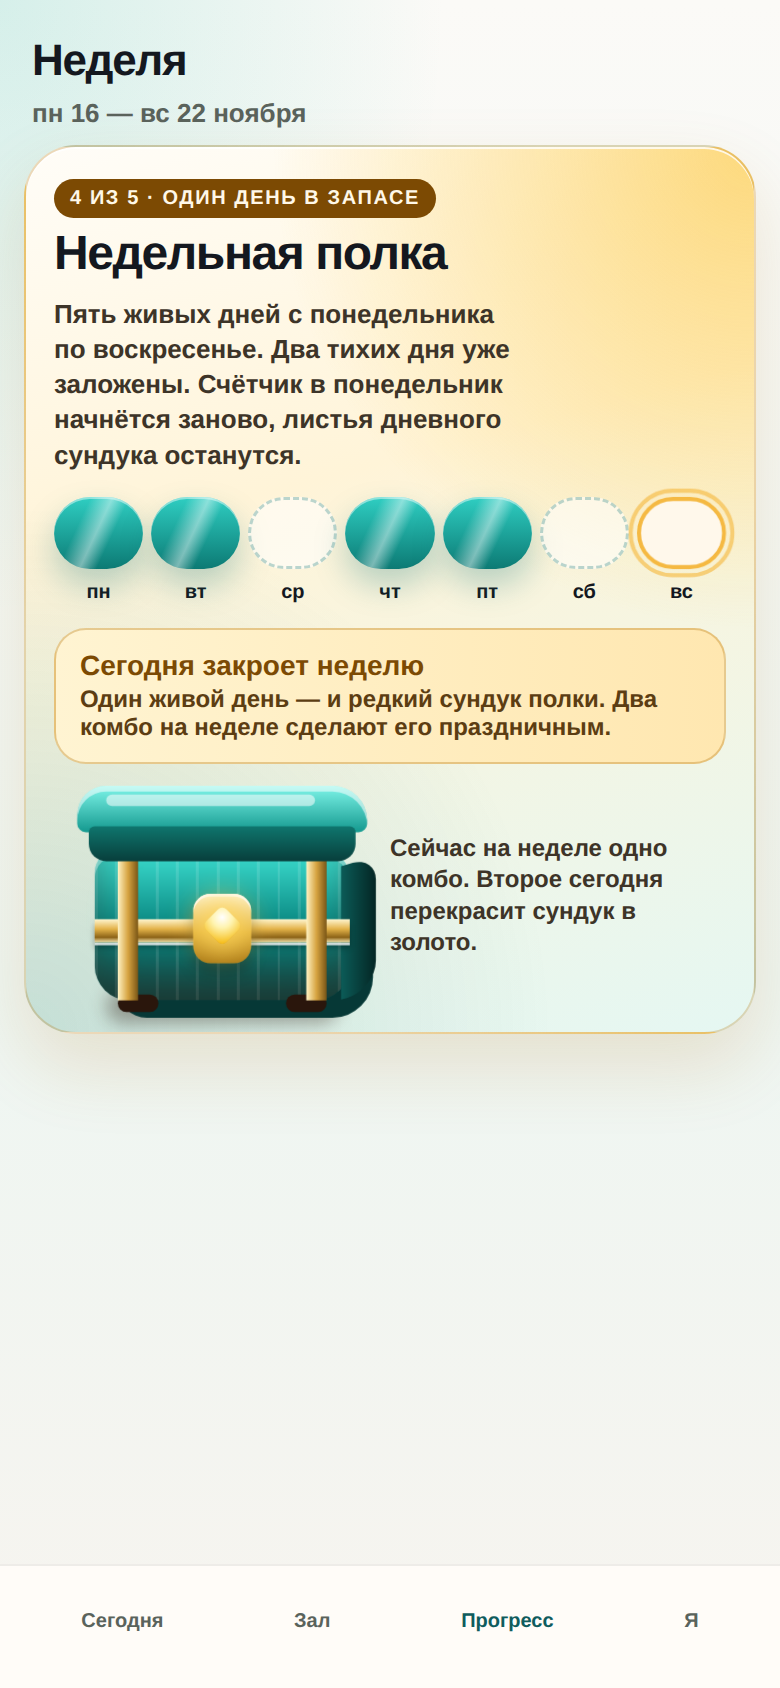 Неделя
пн 16 — вс 22 ноября
4 ИЗ 5 · ОДИН ДЕНЬ В ЗАПАСЕ
Недельная полка
Пять живых дней с понедельника
по воскресенье. Два тихих дня уже
заложены. Счётчик в понедельник
начнётся заново, листья дневного
сундука останутся.
пн вт ср чт пт сб вс
Сегодня закроет неделю
Один живой день — и редкий сундук полки. Два
комбо на неделе сделают его праздничным.
Сейчас на неделе одно
комбо. Второе сегодня
перекрасит сундук в
золото.
Сегодня Зал Прогресс Я